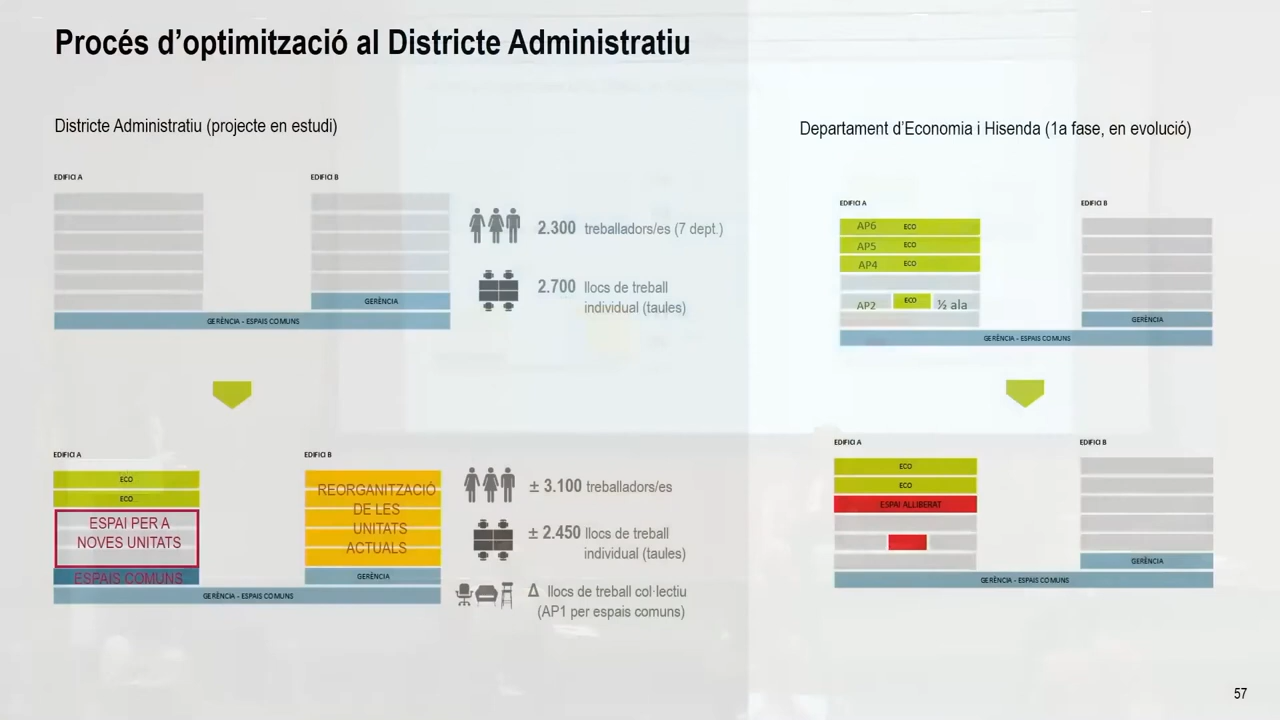 Procés d'optimització al Districte Administratiu
Districte Administratiu (projecte en estudi)
EDIFICI A
EDIFICI B
GERÈNCIA
GERÈNCIA - ESPAIS COMUNS
2.300 treballadors/es (7 dept.)
2.700 llocs de treball
individual (taules)
EDIFICI A
ECO
ECO
ESPAI PER A
NOVES UNITATS
ESPAIS COMUNS
EDIFICI B
REORGANITZACIÓ
DE LES
UNITATS
ACTUALS
GERÈNCIA
GERÈNCIA - ESPAIS COMUNS
± 3.100 treballadors/es
± 2.450 llocs de treball
individual (taules)
Δ llocs de treball col·lectiu
(AP1 per espais comuns)
Departament d'Economia i Hisenda (1a fase, en evolució)
EDIFICI A
EDIFICI B
AP6 ECO
AP5 ECO
AP4 ECO
AP2 ECO ½ ala
GERÈNCIA
GERÈNCIA - ESPAIS COMUNS
EDIFICI A
EDIFICI B
ECO
ECO
ESPAI ALLIBERAT
GERÈNCIA
GERÈNCIA - ESPAIS COMUNS
57